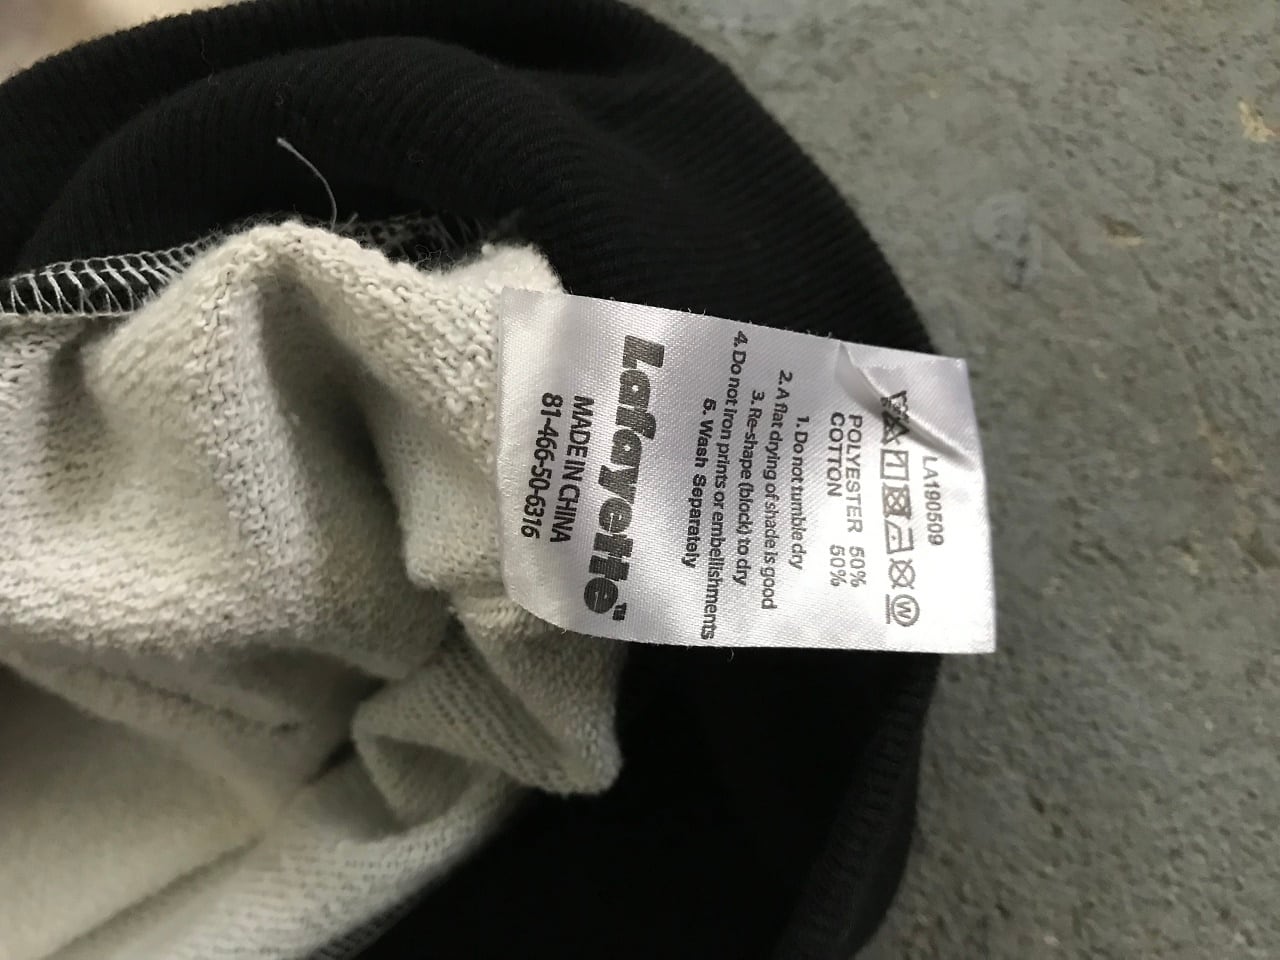 LA190509
POLYESTER 50%
COTTON 50%
1. Do not tumble dry
2. A flat drying of shade is good
3. Re-shape (block) to dry
4. Do not iron prints or embellishments
5. Wash Separately
Lafayette™
MADE IN CHINA
81-466-50-6316